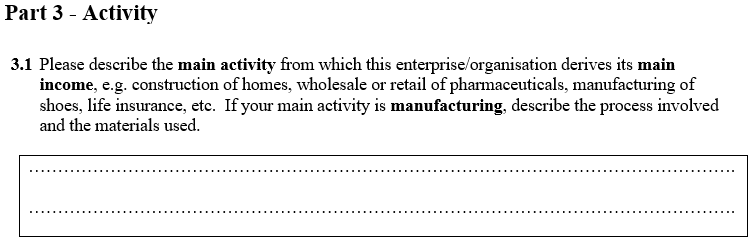 Part 3 - Activity
3.1 Please describe the main activity from which this enterprise/organisation derives its main
income, e.g. construction of homes, wholesale or retail of pharmaceuticals, manufacturing of
shoes, life insurance, etc. If your main activity is manufacturing, describe the process involved
and the materials used.